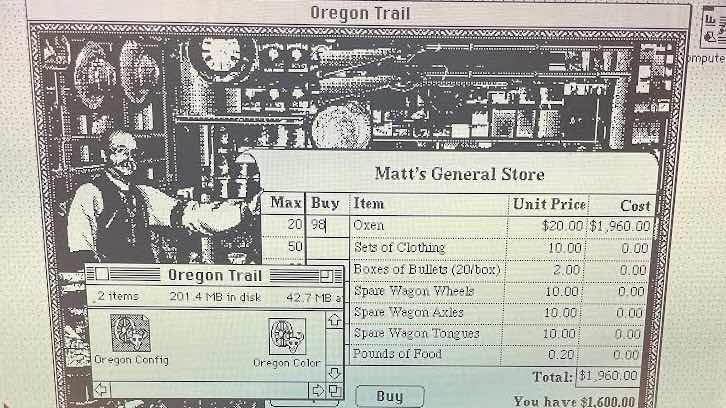 Oregon Trail
ompute
Matt's General Store
Max Buy Item Unit Price Cost
20 98 Oxen $20.00 $1,960.00
50 Sets of Clothing 10.00 0.00
Boxes of Bullets (20/box) 2.00 0.00
Spare Wagon Wheels 10.00 0.00
Spare Wagon Axles 10.00 0.00
Spare Wagon Tongues 10.00 0.00
Pounds of Food 0.20 0.00
Total: $1,960.00
Buy
You have $1,600.00
Oregon Trail
2 items 201.4 MB in disk 42.7 MB a
Oregon Config
Oregon Color